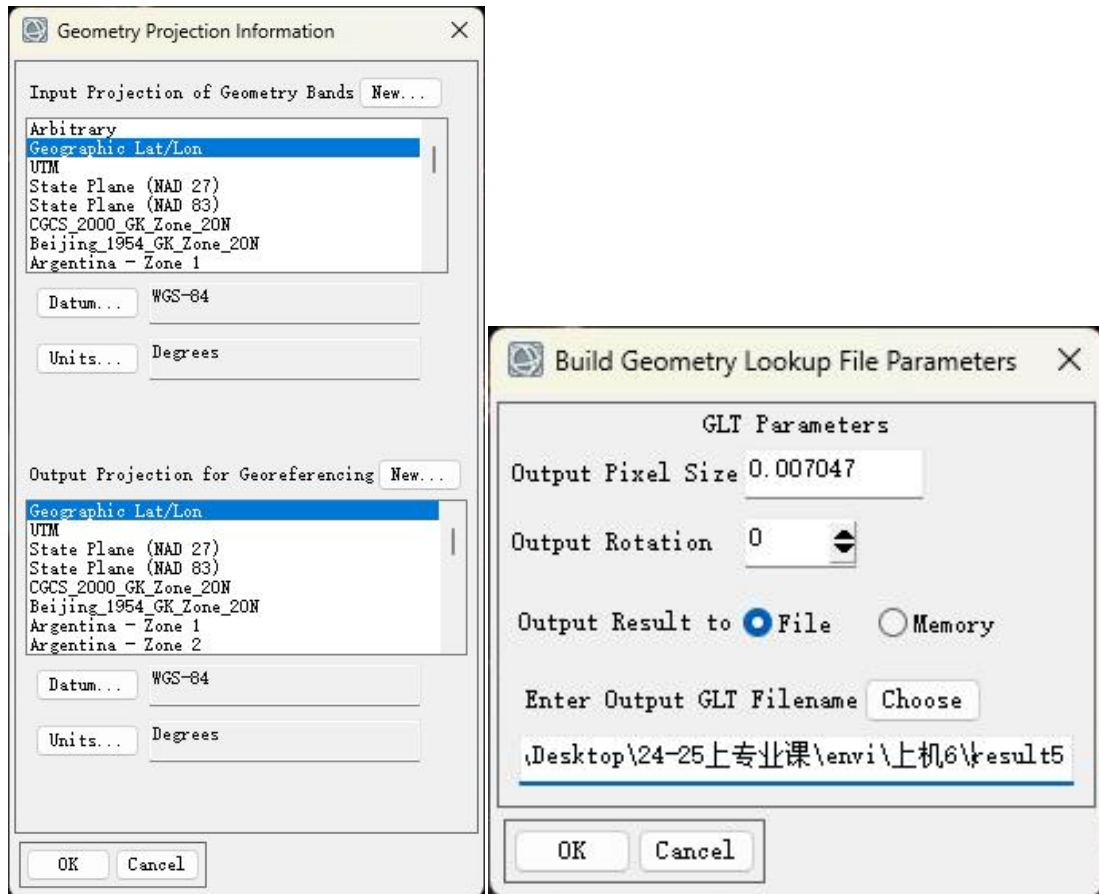 Geometry Projection Information
Input Projection of Geometry Bands New...
Arbitrary
Geographic Lat/Lon
UTM
State Plane (NAD 27)
State Plane (NAD 83)
CGCS_2000_GK_Zone_20N
Beijing_1954_GK_Zone_20N
Argentina - Zone 1
Datum... WGS-84
Units... Degrees
Output Projection for Georeferencing New...
Geographic Lat/Lon
UTM
State Plane (NAD 27)
State Plane (NAD 83)
CGCS_2000_GK_Zone_20N
Beijing_1954_GK_Zone_20N
Argentina - Zone 1
Argentina - Zone 2
Datum... WGS-84
Units... Degrees
OK Cancel
Build Geometry Lookup File Parameters
GLT Parameters
Output Pixel Size 0.007047
Output Rotation 0
Output Result to File Memory
Enter Output GLT Filename Choose
\Desktop\24-25上专业课\envi\上机6\result5
OK Cancel